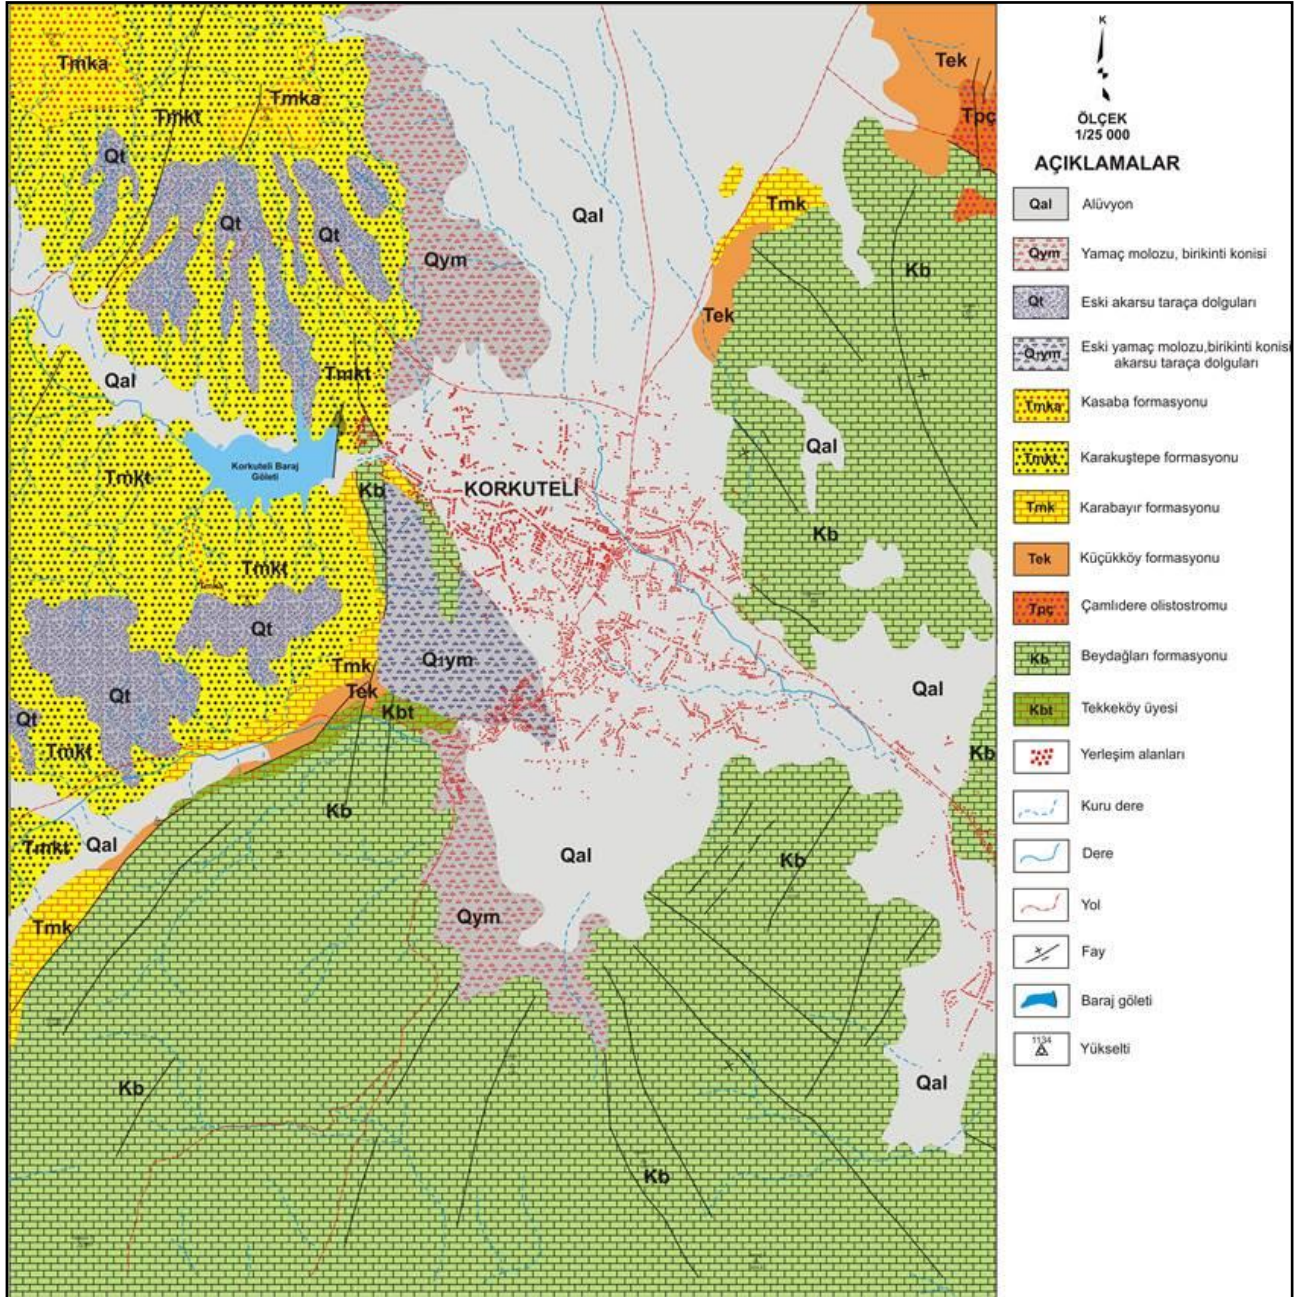 Tmka
Tmkt
Tmka
Qt
Qt
Qt
Qym
Qal
Tek
Tpç
Tmk
Kb
Tek
Qal
Tmkt
Korkuteli Baraj
Göleti
Tmkt
Kb
KORKUTELİ
Qal
Kb
Tmkt
Qt
Tmk
Q1ym
Tek
Kbt
Qt
Qt
Tmkt
Qal
Kb
Kb
Tmkt
Qal
Qal
Kb
Tmk
Qym
Kb
Qal
Kb
K
ÖLÇEK
1/25 000
AÇIKLAMALAR
Qal Alüvyon
Qym Yamaç molozu, birikinti konisi
Qt Eski akarsu taraça dolguları
Q1ym Eski yamaç molozu,birikinti konisi
akarsu taraça dolguları
Tmka Kasaba formasyonu
Tmkt Karakuştepe formasyonu
Tmk Karabayır formasyonu
Tek Küçükköy formasyonu
Tpç Çamlıdere olistostromu
Kb Beydağları formasyonu
Kbt Tekkeköy üyesi
Yerleşim alanları
Kuru dere
Dere
Yol
Fay
Baraj göleti
1134 Yükselti